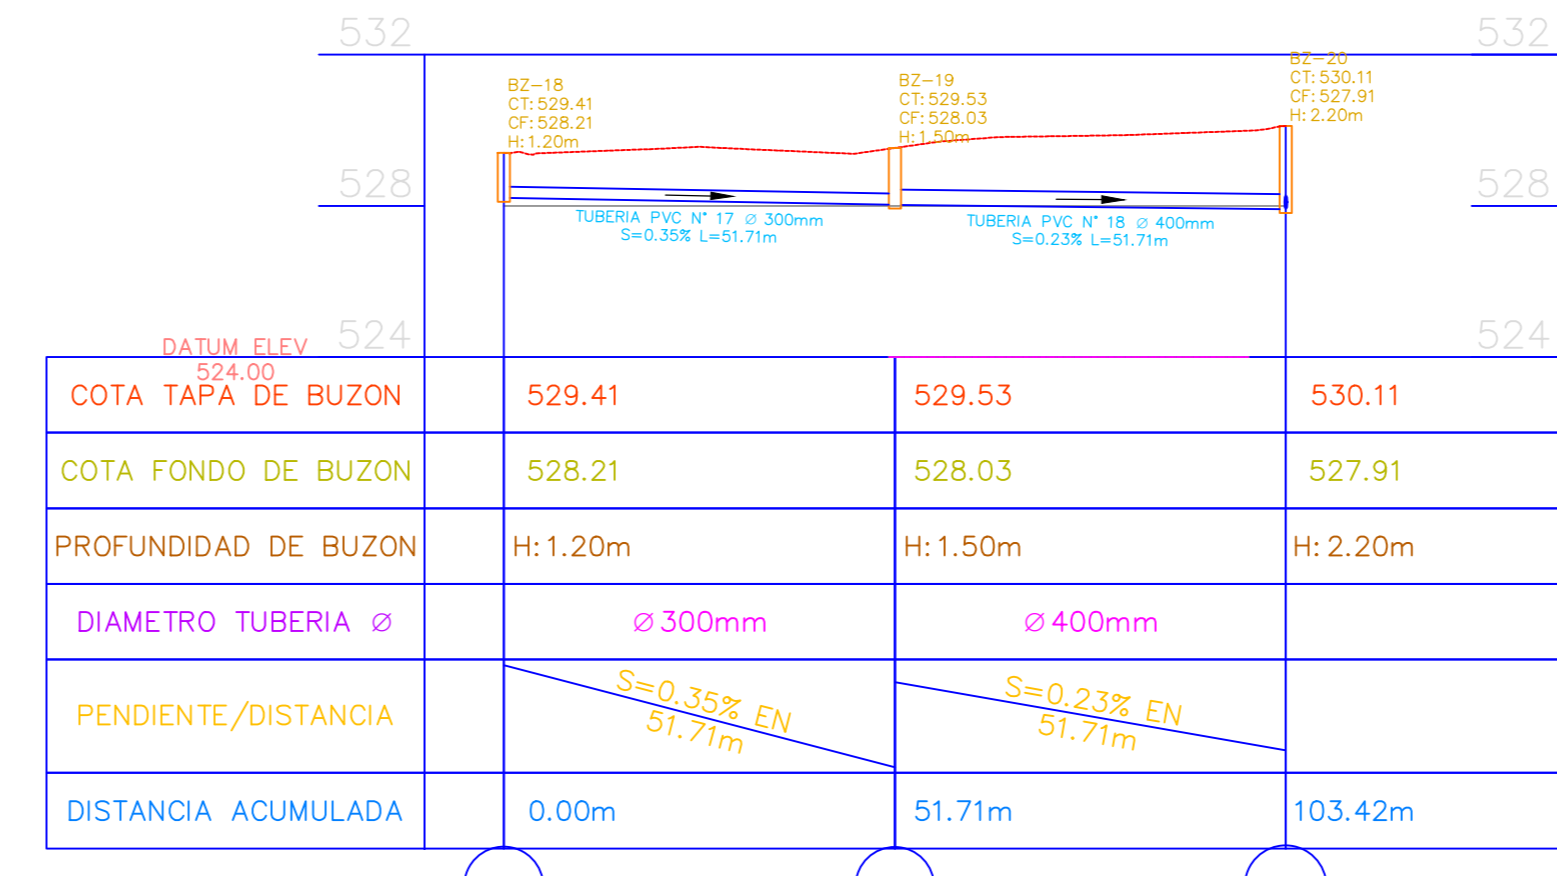 532
532
BZ-18
CT: 529.41
CF: 528.21
H: 1.20m
BZ-19
CT: 529.53
CF: 528.03
H: 1.50m
BZ-20
CT: 530.11
CF: 527.91
H: 2.20m
528
528
TUBERIA PVC N° 17 Ø 300mm
S=0.35% L=51.71m
TUBERIA PVC N° 18 Ø 400mm
S=0.23% L=51.71m
524
524
DATUM ELEV
524.00
COTA TAPA DE BUZON 529.41 529.53 530.11
COTA FONDO DE BUZON 528.21 528.03 527.91
PROFUNDIDAD DE BUZON H: 1.20m H: 1.50m H: 2.20m
DIAMETRO TUBERIA Ø Ø 300mm Ø 400mm
PENDIENTE/DISTANCIA
S=0.35% EN
51.71m
S=0.23% EN
51.71m
DISTANCIA ACUMULADA 0.00m 51.71m 103.42m